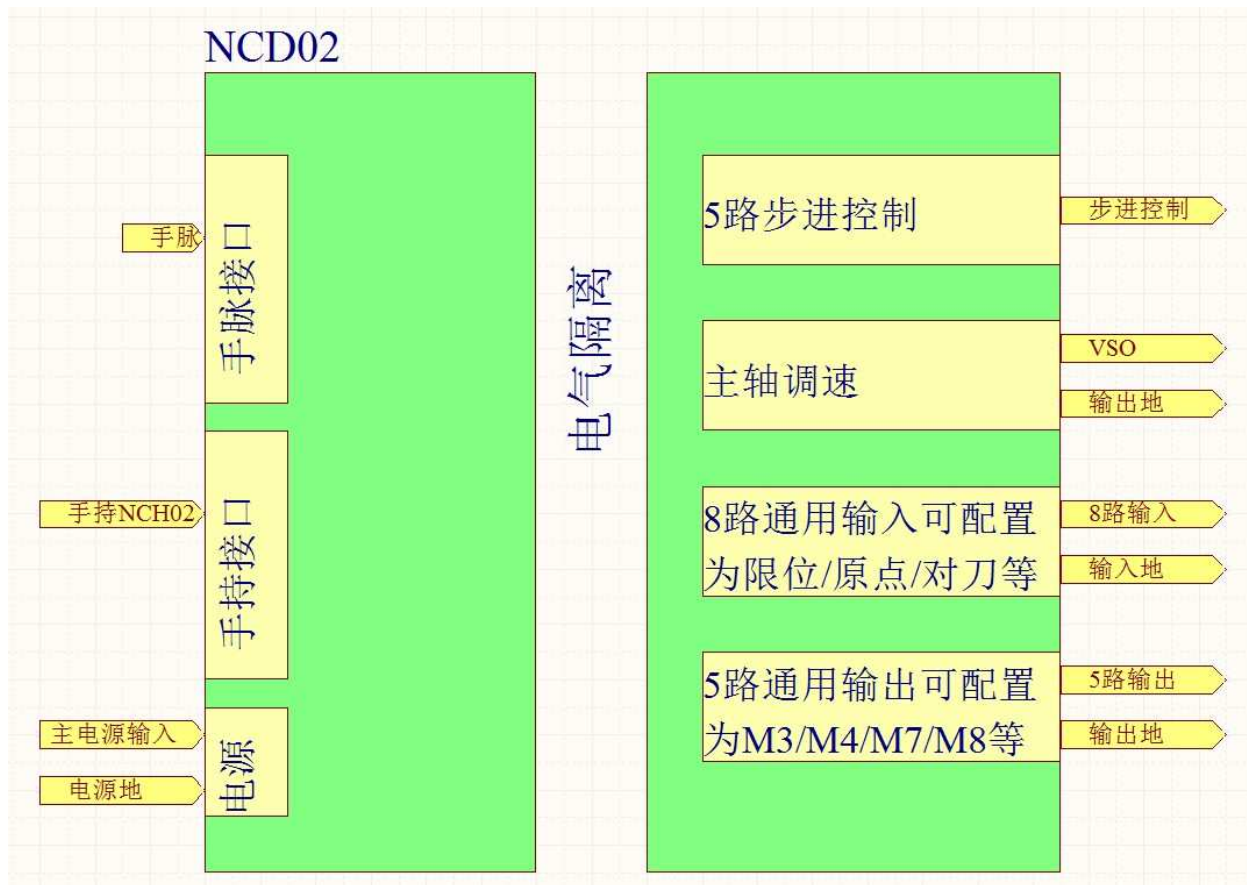 NCD02
手脉
手脉接口
手持NCH02
手持接口
主电源输入
电源地
电源
电气隔离
5路步进控制
步进控制
主轴调速
VSO
输出地
8路通用输入可配置
为限位/原点/对刀等
8路输入
输入地
5路通用输出可配置
为M3/M4/M7/M8等
5路输出
输出地